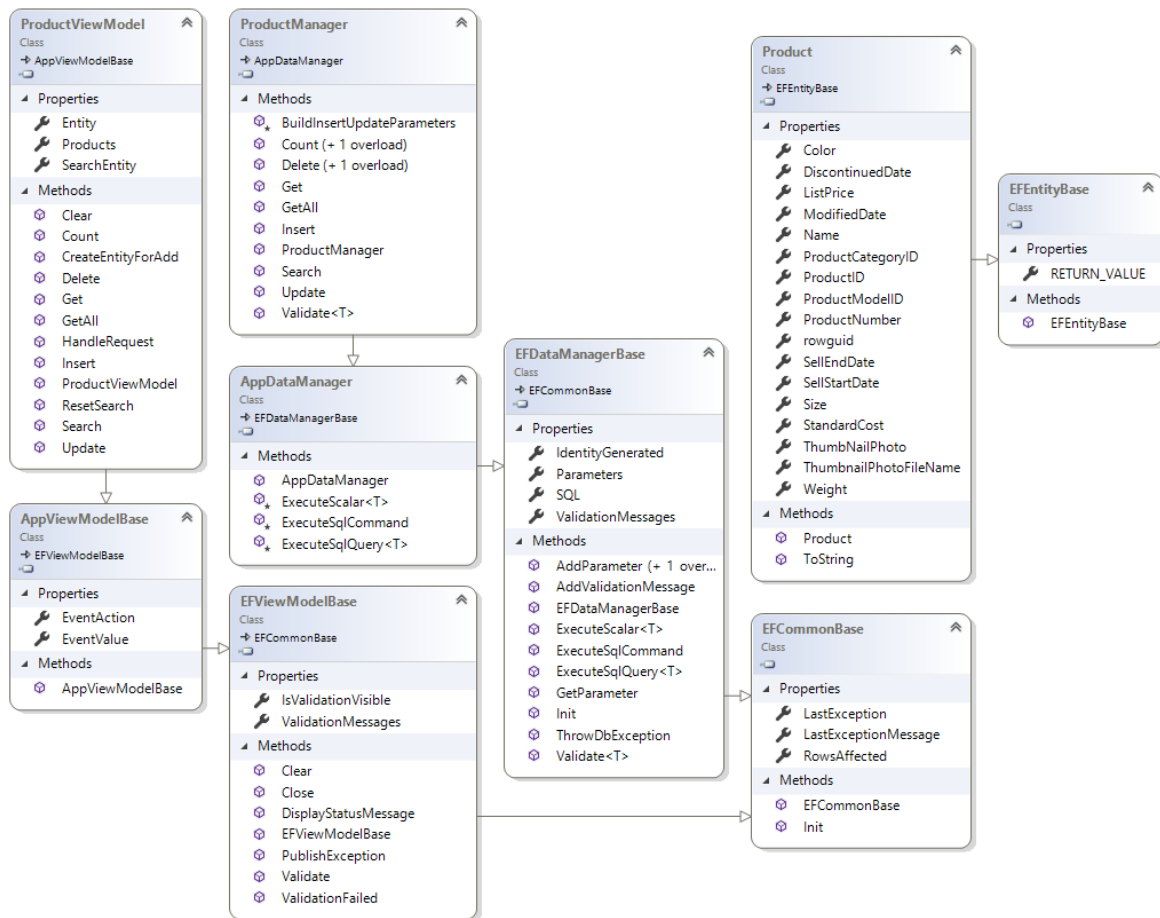 ProductViewModel
Class
AppViewModelBase
Properties
Entity
Products
SearchEntity
Methods
Clear
Count
CreateEntityForAdd
Delete
Get
GetAll
HandleRequest
Insert
ProductViewModel
ResetSearch
Search
Update
ProductManager
Class
AppDataManager
Methods
BuildInsertUpdateParameters
Count (+ 1 overload)
Delete (+ 1 overload)
Get
GetAll
Insert
ProductManager
Search
Update
Validate<T>
Product
Class
EFEntityBase
Properties
Color
DiscontinuedDate
ListPrice
ModifiedDate
Name
ProductCategoryID
ProductID
ProductModelID
ProductNumber
rowguid
SellEndDate
SellStartDate
Size
StandardCost
ThumbNailPhoto
ThumbnailPhotoFileName
Weight
Methods
Product
ToString
EFEntityBase
Class
Properties
RETURN_VALUE
Methods
EFEntityBase
AppDataManager
Class
EFDataManagerBase
Methods
AppDataManager
ExecuteScalar<T>
ExecuteSqlCommand
ExecuteSqlQuery<T>
EFDataManagerBase
Class
EFCommonBase
Properties
IdentityGenerated
Parameters
SQL
ValidationMessages
Methods
AddParameter (+ 1 over...
AddValidationMessage
EFDataManagerBase
ExecuteScalar<T>
ExecuteSqlCommand
ExecuteSqlQuery<T>
GetParameter
Init
ThrowDbException
Validate<T>
AppViewModelBase
Class
EFViewModelBase
Properties
EventAction
EventValue
Methods
AppViewModelBase
EFViewModelBase
Class
EFCommonBase
Properties
IsValidationVisible
ValidationMessages
Methods
Clear
Close
DisplayStatusMessage
EFViewModelBase
PublishException
Validate
ValidationFailed
EFCommonBase
Class
Properties
LastException
LastExceptionMessage
RowsAffected
Methods
EFCommonBase
Init